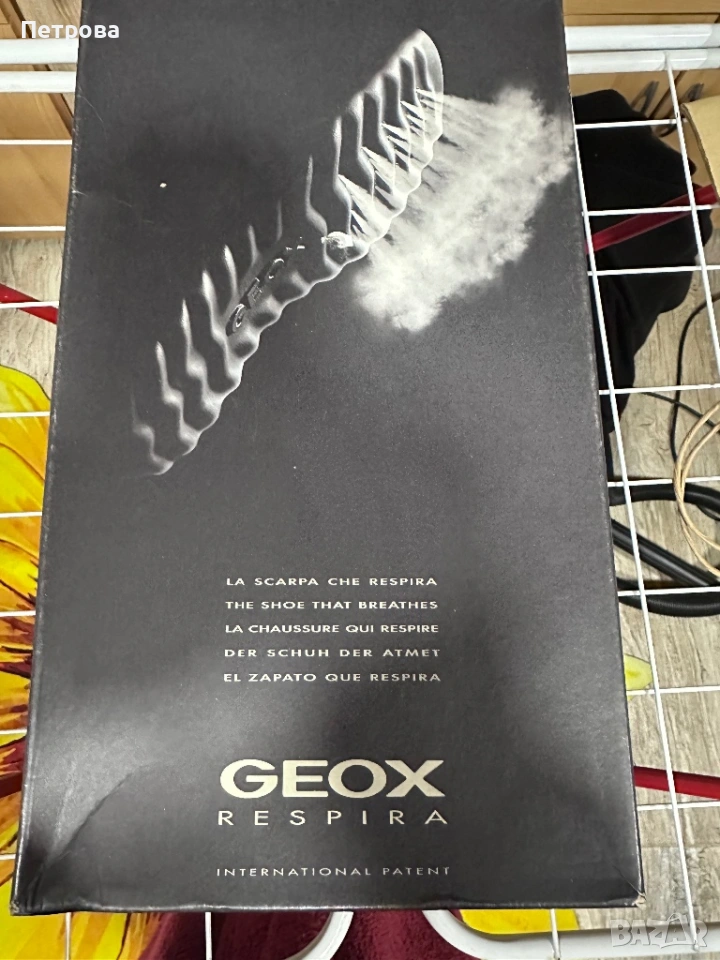 Петрова
GEOX
LA SCARPA CHE RESPIRA
THE SHOE THAT BREATHES
LA CHAUSSURE QUI RESPIRE
DER SCHUH DER ATMET
EL ZAPATO QUE RESPIRA
GEOX
RESPIRA
INTERNATIONAL PATENT
BAZAR